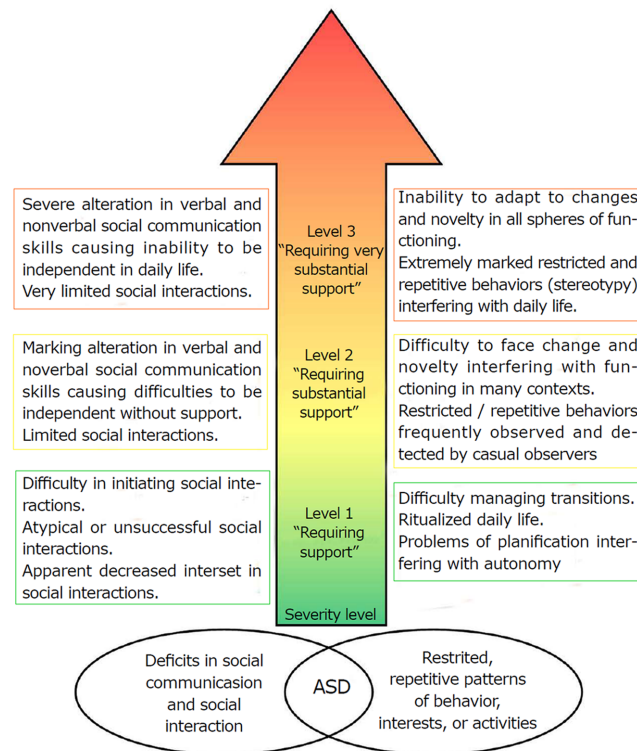 Severe alteration in verbal and
nonverbal social communication
skills causing inability to be
independent in daily life.
Very limited social interactions.
Level 3
“Requiring very
substantial
support”
Inability to adapt to changes
and novelty in all spheres of fun-
ctioning.
Extremely marked restricted and
repetitive behaviors (stereotypy)
interfering with daily life.
Marking alteration in verbal and
noverbal social communication
skills causing difficulties to be
independent without support.
Limited social interactions.
Level 2
“Requiring
substantial
support”
Difficulty to face change and
novelty interfering with fun-
ctioning in many contexts.
Restricted / repetitive behaviors
frequently observed and de-
tected by casual observers
Difficulty in initiating social inte-
ractions.
Atypical or unsuccessful social
interactions.
Apparent decreased interset in
social interactions.
Level 1
“Requiring
support”
Difficulty managing transitions.
Ritualized daily life.
Problems of planification inter-
fering with autonomy
Severity level
Deficits in social
communicasion
and social
interaction
ASD
Restrited,
repetitive patterns
of behavior,
interests, or activities